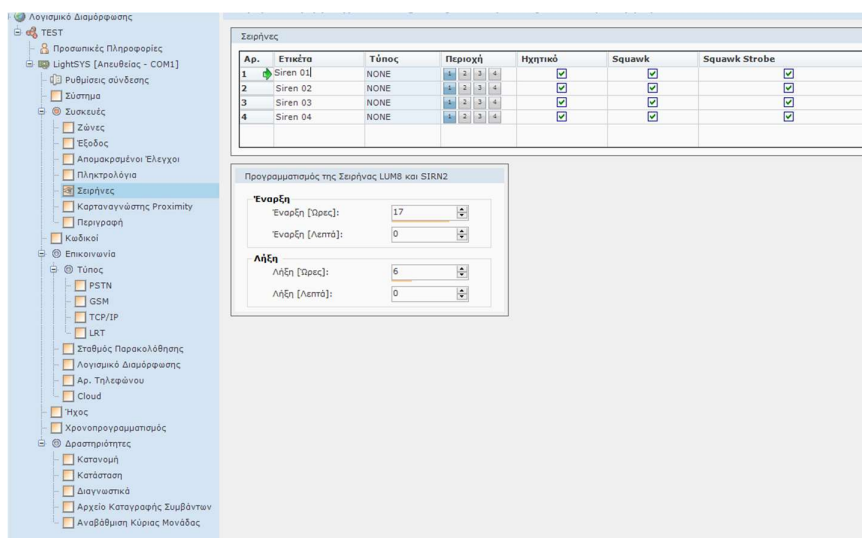 Λογισμικό Διαμόρφωσης
TEST
Προσωπικές Πληροφορίες
LightSYS [Απευθείας - COM1]
Ρυθμίσεις σύνδεσης
Σύστημα
Συσκευές
Ζώνες
Έξοδος
Απομακρσμένοι Έλεγχοι
Πληκτρολόγια
Σειρήνες
Καρταναγνώστης Proximity
Περιγραφή
Κωδικοί
Επικοινωνία
Τύπος
PSTN
GSM
TCP/IP
LRT
Σταθμός Παρακολόθησης
Λογισμικό Διαμόρφωσης
Αρ. Τηλεφώνου
Cloud
Ήχος
Χρονοπρογραμματισμός
Δραστηριότητες
Κατανομή
Κατάσταση
Διαγνωστικά
Αρχείο Καταγραφής Συμβάντων
Αναβάθμιση Κύριας Μονάδας
Σειρήνες
Αρ. Ετικέτα Τύπος Περιοχή Ηχητικό Squawk Squawk Strobe
1 Siren 01 NONE 1 2 3 4
2 Siren 02 NONE 1 2 3 4
3 Siren 03 NONE 1 2 3 4
4 Siren 04 NONE 1 2 3 4
Προγραμματισμός της Σειρήνας LUM8 και SIRN2
Έναρξη
Έναρξη [Ώρες]: 17
Έναρξη [Λεπτά]: 0
Λήξη
Λήξη [Ώρες]: 6
Λήξη [Λεπτά]: 0